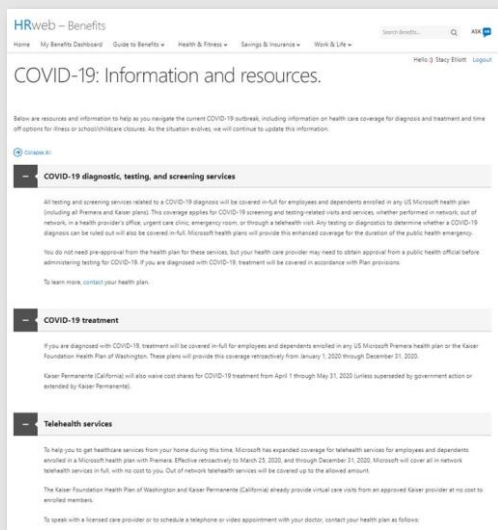 HRweb – Benefits
Search Benefits...
ASK HR
Home My Benefits Dashboard Guide to Benefits Health & Fitness Savings & Insurance Work & Life
Hello Stacy Elliott Logout
COVID-19: Information and resources.
Below are resources and information to help as you navigate the current COVID-19 outbreak, including information on health care coverage for diagnosis and treatment and time
off options for illness or school/childcare closures. As the situation evolves, we will continue to update this information.
Collapse All
COVID-19 diagnostic, testing, and screening services
All testing and screening services related to a COVID-19 diagnosis will be covered in-full for employees and dependents enrolled in any US Microsoft health plan
(including all Premera and Kaiser plans). This coverage applies for COVID-19 screening and testing-related visits and services, whether performed in network, out of
network, in a health provider's office, urgent care clinic, emergency room, or through a telehealth visit. Any testing or diagnostics to determine whether a COVID-19
diagnosis can be ruled out will also be covered in-full. Microsoft health plans will provide this enhanced coverage for the duration of the public health emergency.
You do not need pre-approval from the health plan for these services, but your health care provider may need to obtain approval from a public health official before
administering testing for COVID-19. If you are diagnosed with COVID-19, treatment will be covered in accordance with Plan provisions.
To learn more, contact your health plan.
COVID-19 treatment
If you are diagnosed with COVID-19, treatment will be covered in-full for employees and dependents enrolled in any US Microsoft Premera health plan or the Kaiser
Foundation Health Plan of Washington. These plans will provide this coverage retroactively from January 1, 2020 through December 31, 2020.
Kaiser Permanente (California) will also waive cost shares for COVID-19 treatment from April 1 through May 31, 2020 (unless superseded by government action or
extended by Kaiser Permanente).
Telehealth services
To help you to get healthcare services from your home during this time, Microsoft has expanded coverage for telehealth services for employees and dependents
enrolled in a Microsoft health plan with Premera. Effective retroactively to March 25, 2020, and through December 31, 2020, Microsoft will cover all in network
telehealth services in full, with no cost to you. Out of network telehealth services will be covered up to the allowed amount.
The Kaiser Foundation Health Plan of Washington and Kaiser Permanente (California) already provide virtual care visits from an approved Kaiser provider at no cost to
enrolled members.
To speak with a licensed care provider or to schedule a telephone or video appointment with your doctor, contact your health plan as follows: